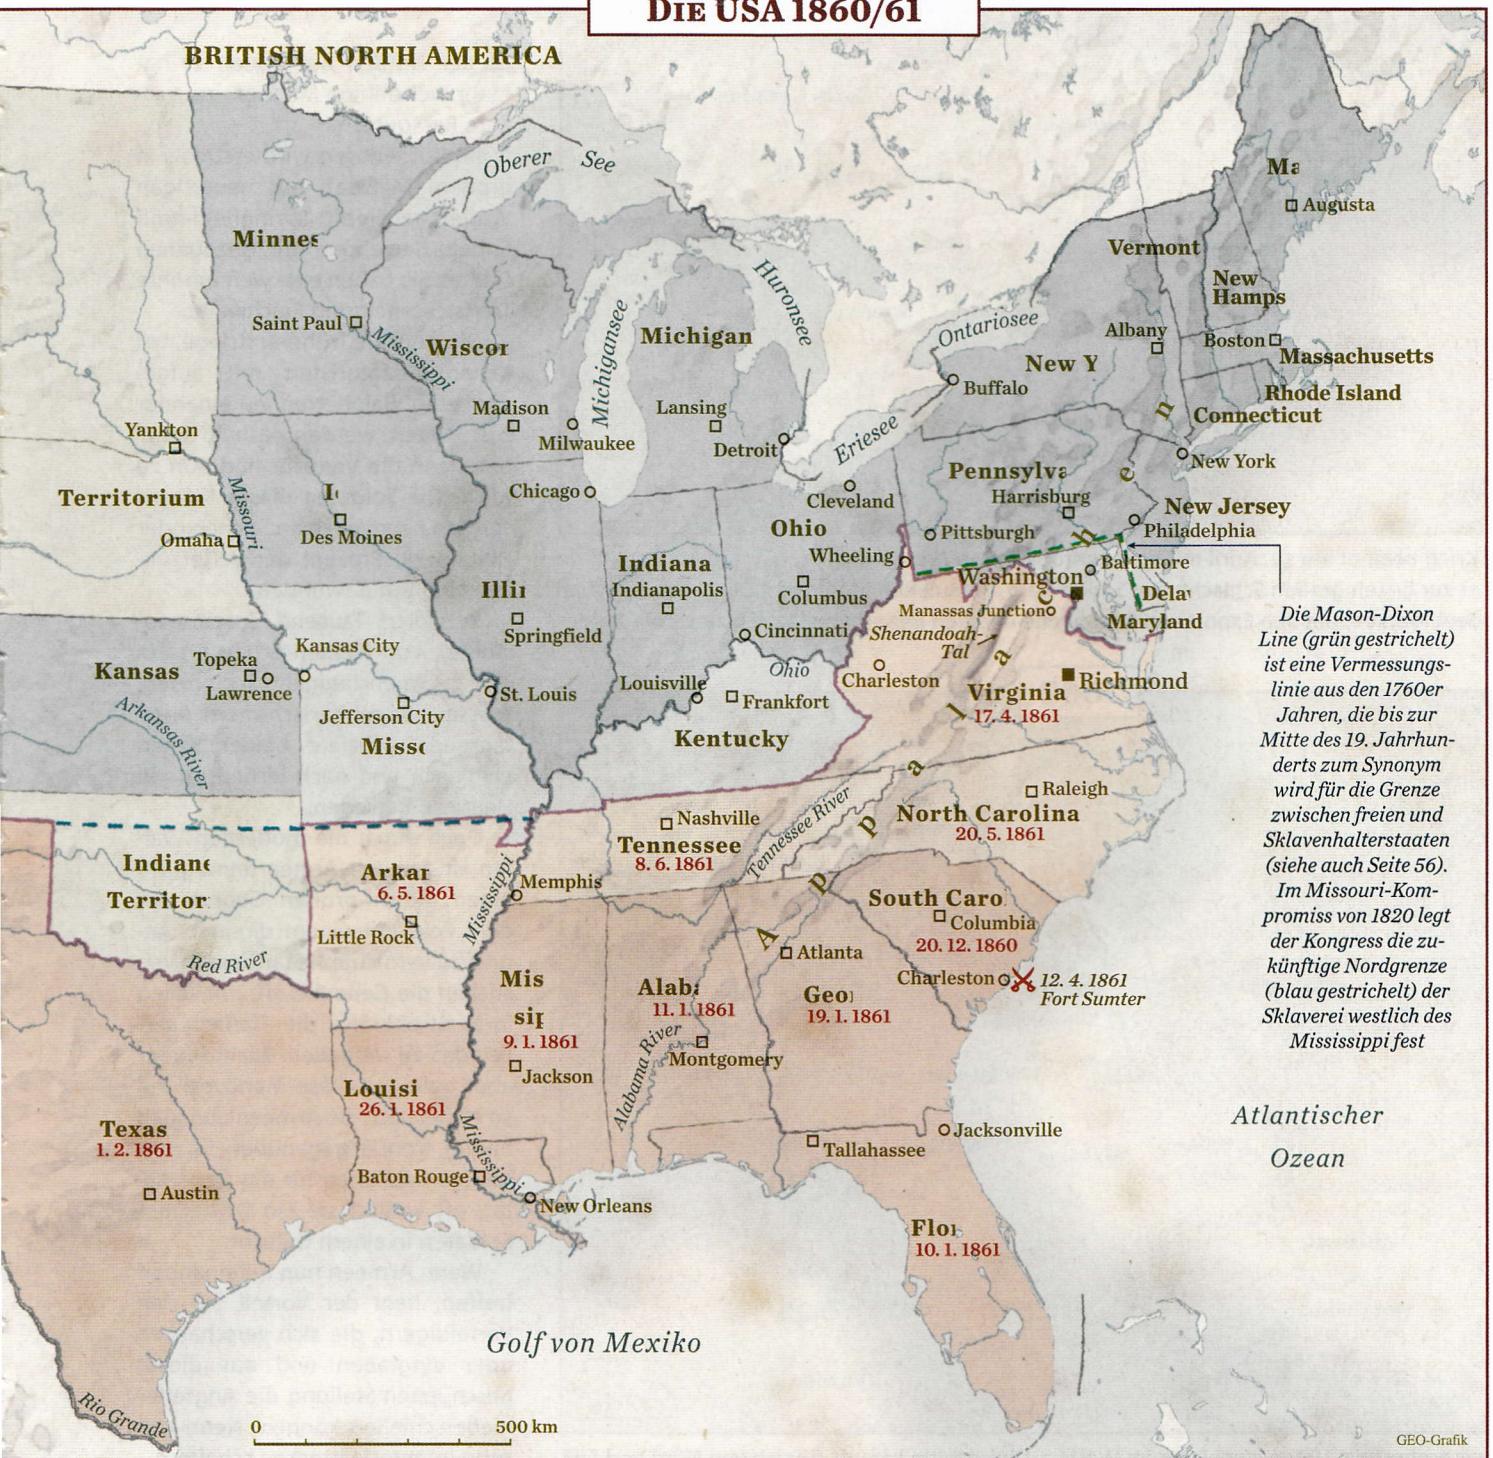 DIE USA 1860/61
BRITISH NORTH AMERICA
Oberer See
Ma
Augusta
Minnes
Vermont
New
Hamps
Huronsee
Michigansee
Ontariosee
Saint Paul
Mississippi
Wiscor
Michigan
Albany
Boston
Massachusetts
New Y
Buffalo
Rhode Island
Connecticut
Madison
Milwaukee
Lansing
Detroit
Eriesee
Yankton
New York
Pennsylva
Harrisburg
Territorium
Missouri
I
Chicago
Cleveland
New Jersey
Philadelphia
Omaha
Des Moines
Ohio
Pittsburgh
Wheeling
Indiana
Indianapolis
Baltimore
Washington
Illi
Columbus
Delav
Manassas Junction
Maryland
Springfield
Cincinnati
Shenandoah-
Tal
Kansas City
Kansas
Topeka
Lawrence
St. Louis
Louisville
Ohio
Frankfort
Charleston
Virginia
17. 4. 1861
Richmond
Jefferson City
Arkansas River
Misso
Kentucky
Appalachen
Raleigh
North Carolina
20. 5. 1861
Nashville
Tennessee
8. 6. 1861
Tennessee River
Indiane
Territor
Arkar
6. 5. 1861
Mississippi
Memphis
Little Rock
South Caro
Columbia
20. 12. 1860
Red River
Atlanta
Charleston
12. 4. 1861
Fort Sumter
Mis
sip
9. 1. 1861
Jackson
Alaba
11. 1. 1861
Alabama River
Montgomery
Geo
19. 1. 1861
Louisi
26. 1. 1861
Texas
1. 2. 1861
Mississippi
Jacksonville
Tallahassee
Baton Rouge
Austin
New Orleans
Flor
10. 1. 1861
Atlantischer
Ozean
Golf von Mexiko
Rio Grande
0 500 km
Die Mason-Dixon
Line (grün gestrichelt)
ist eine Vermessungs-
linie aus den 1760er
Jahren, die bis zur
Mitte des 19. Jahrhun-
derts zum Synonym
wird für die Grenze
zwischen freien und
Sklavenhalterstaaten
(siehe auch Seite 56).
Im Missouri-Kom-
promiss von 1820 legt
der Kongress die zu-
künftige Nordgrenze
(blau gestrichelt) der
Sklaverei westlich des
Mississippi fest
GEO-Grafik